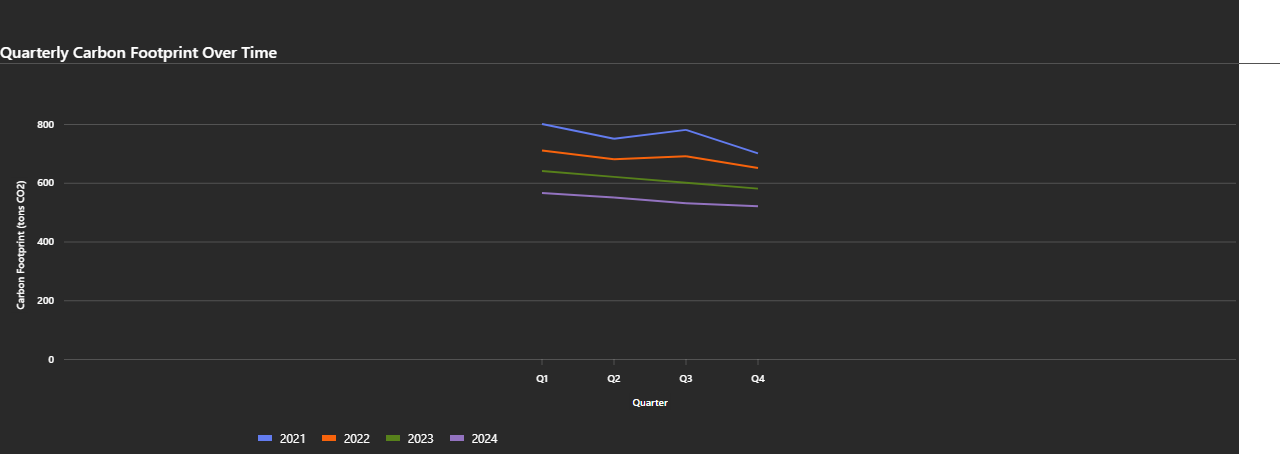 Quarterly Carbon Footprint Over Time
Carbon Footprint (tons CO2)
800
600
400
200
0
Q1 Q2 Q3 Q4
Quarter
2021 2022 2023 2024